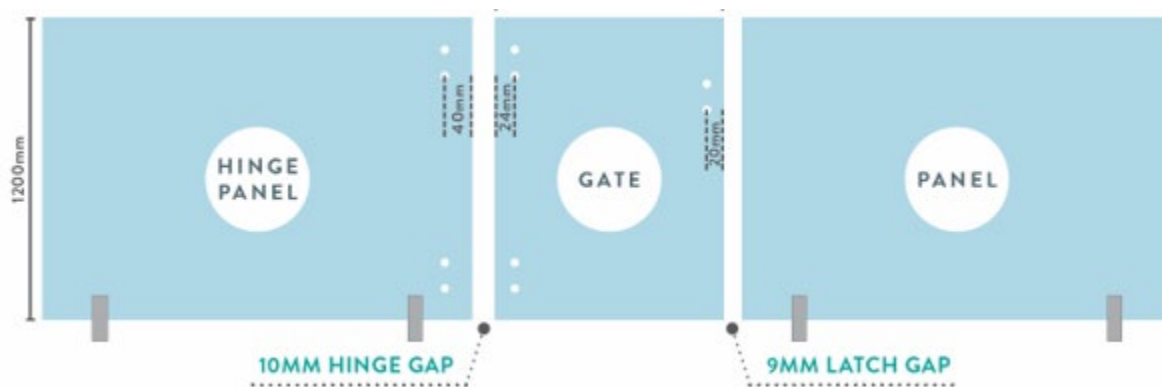 1200mm
HINGE
PANEL
40mm
24mm
GATE
20mm
PANEL
10MM HINGE GAP
9MM LATCH GAP